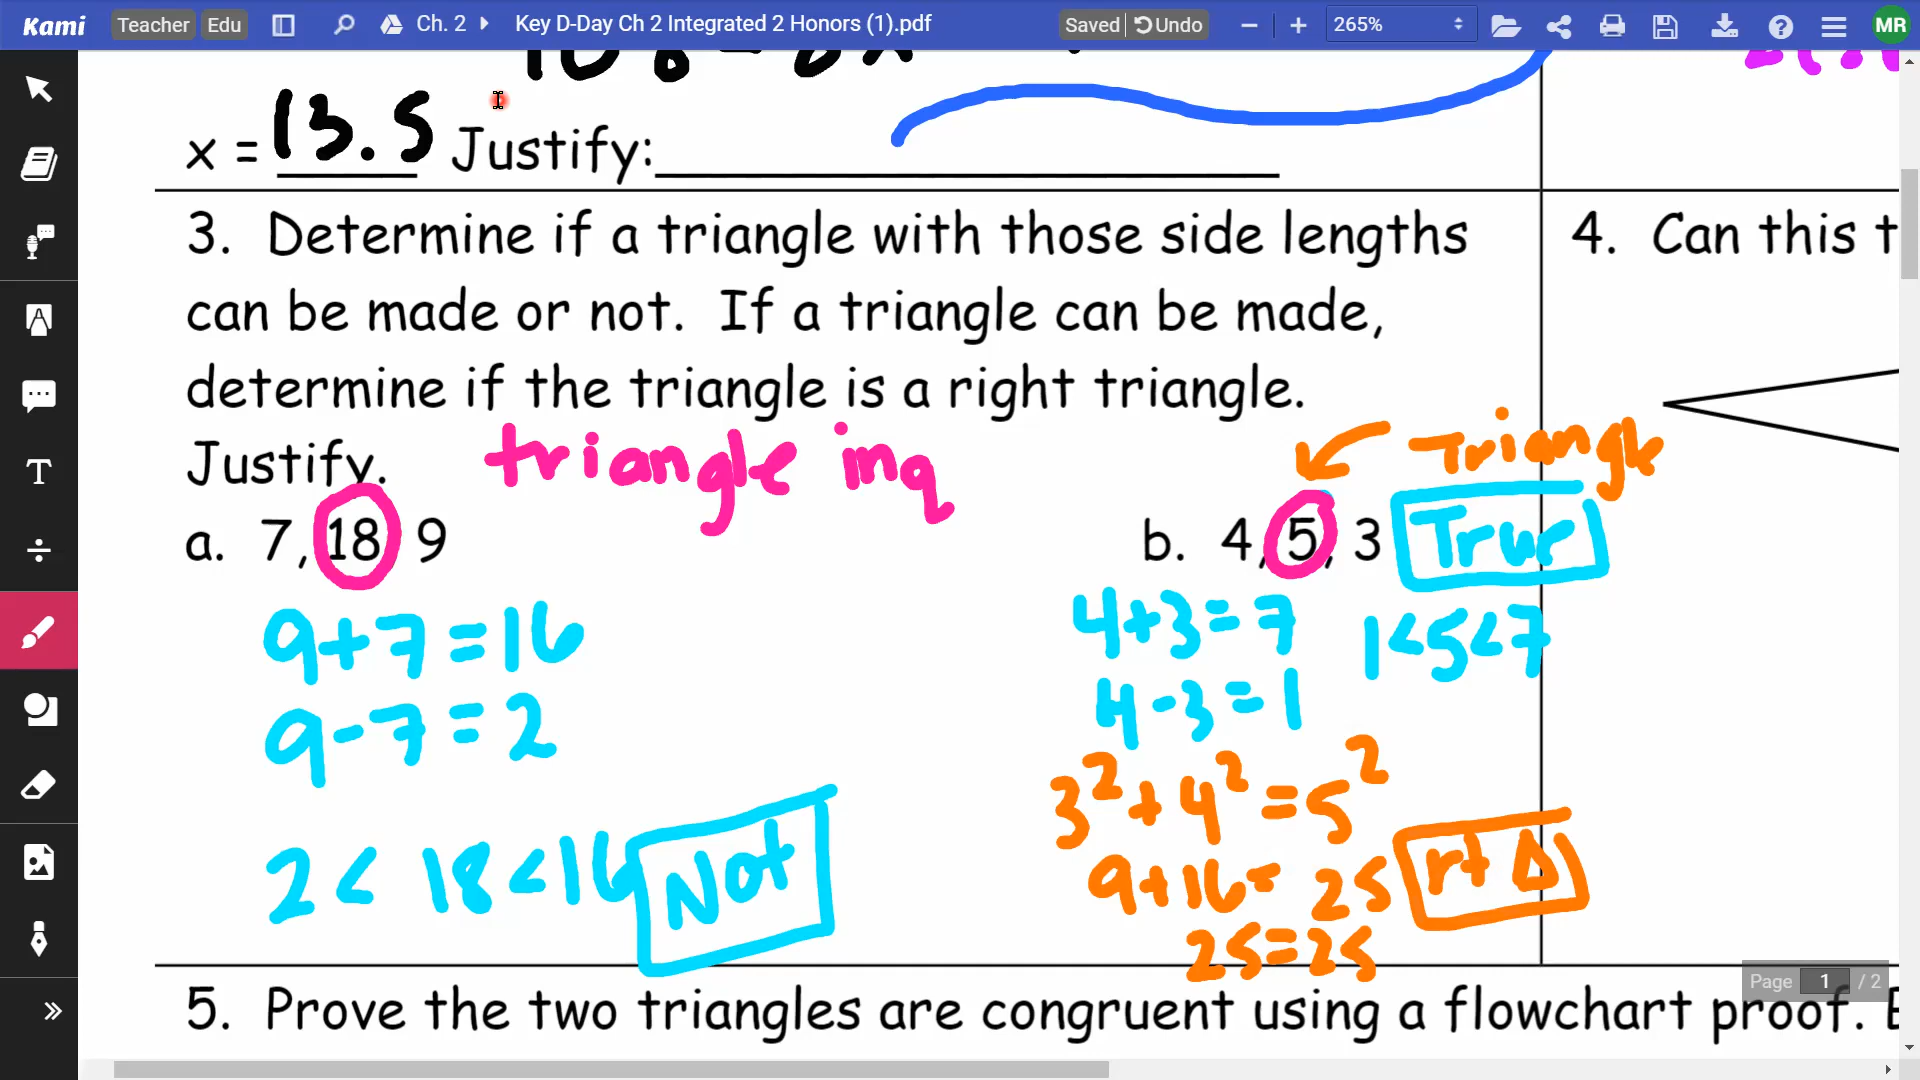 Kami Teacher Edu Ch. 2 Key D-Day Ch 2 Integrated 2 Honors (1).pdf Saved Undo 265% MR
x = 13.5 Justify:
3. Determine if a triangle with those side lengths
can be made or not. If a triangle can be made,
determine if the triangle is a right triangle.
Justify. triangle inq
a. 7, 18, 9
9+7=16
9-7=2
2 < 18 < 16 Not
Triangle
b. 4, 5, 3 True
4+3=7 1<5<7
4-3=1
3²+4²=5²
9+16=25 rt Δ
25=25
4. Can this t
5. Prove the two triangles are congruent using a flowchart proof.
Page 1 / 2